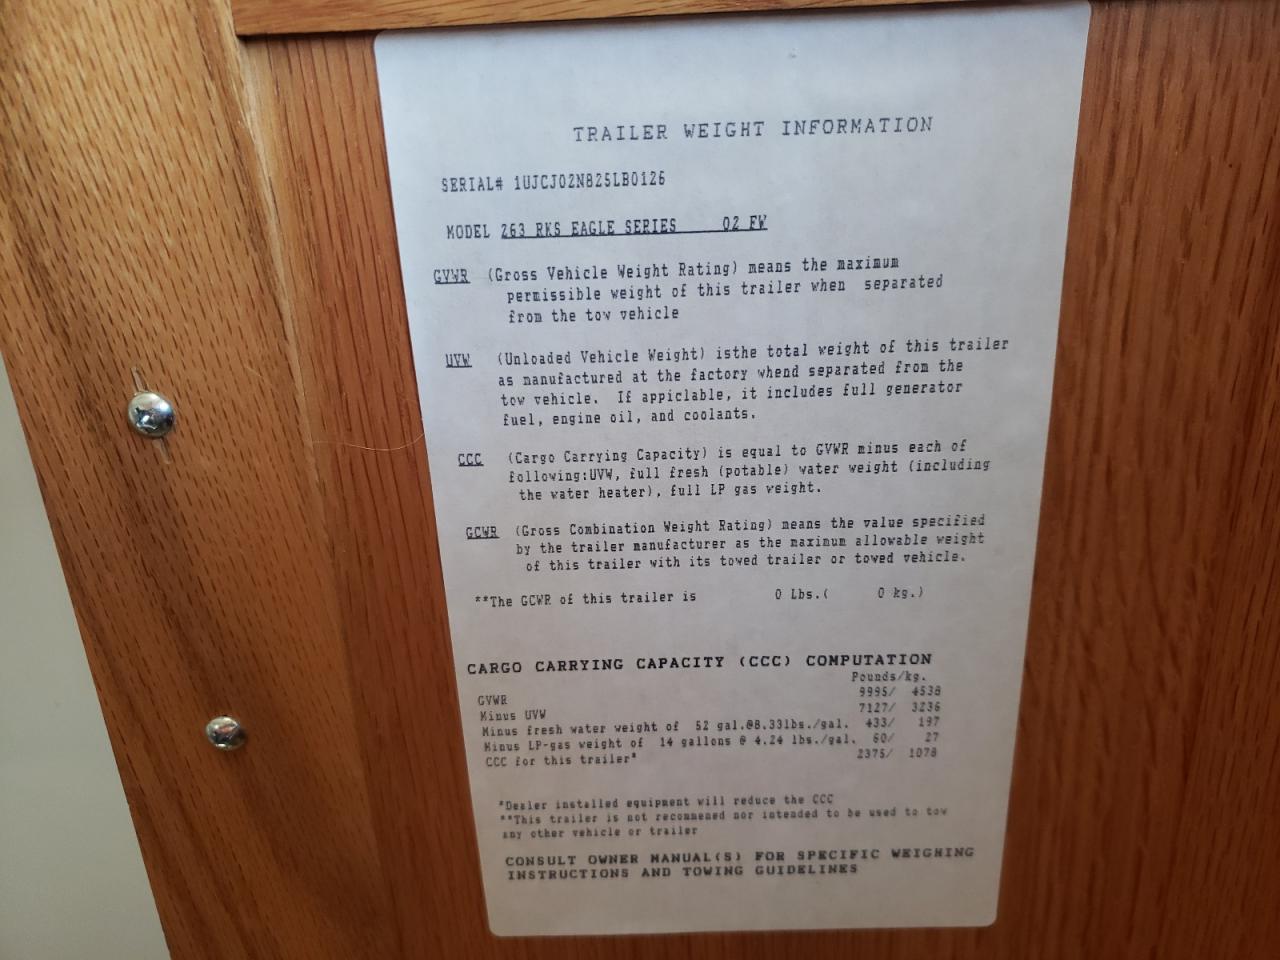 TRAILER WEIGHT INFORMATION
SERIAL# 1UJCJ02N825LB0126
MODEL 263 RKS EAGLE SERIES 02 FW
GVWR (Gross Vehicle Weight Rating) means the maximum
permissible weight of this trailer when separated
from the tow vehicle
UVW (Unloaded Vehicle Weight) isthe total weight of this trailer
as manufactured at the factory whend separated from the
tow vehicle. If appiclable, it includes full generator
fuel, engine oil, and coolants.
CCC (Cargo Carrying Capacity) is equal to GVWR minus each of
following:UVW, full fresh (potable) water weight (including
the water heater), full LP gas weight.
GCWR (Gross Combination Weight Rating) means the value specified
by the trailer manufacturer as the maximum allowable weight
of this trailer with its towed trailer or towed vehicle.
**The GCWR of this trailer is 0 Lbs.( 0 kg.)
CARGO CARRYING CAPACITY (CCC) COMPUTATION
Pounds/kg.
GVWR 9995/ 4538
Minus UVW 7127/ 3236
Minus fresh water weight of 52 gal.@8.33lbs./gal. 433/ 197
Minus LP-gas weight of 14 gallons @ 4.24 lbs./gal. 60/ 27
CCC for this trailer* 2375/ 1078
*Dealer installed equipment will reduce the CCC
**This trailer is not recommened nor intended to be used to tow
any other vehicle or trailer
CONSULT OWNER MANUAL(S) FOR SPECIFIC WEIGHING
INSTRUCTIONS AND TOWING GUIDELINES